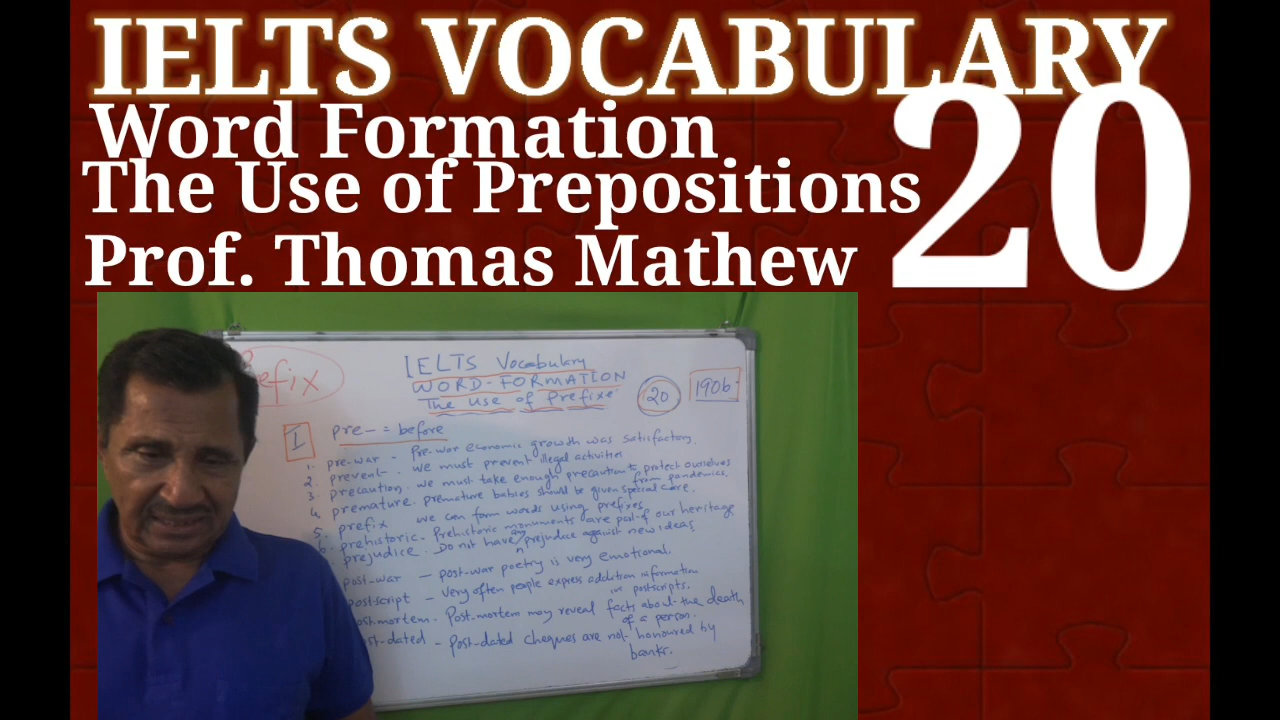 IELTS VOCABULARY
20
Word Formation
The Use of Prepositions
Prof. Thomas Mathew
efix
IELTS Vocabulary
WORD-FORMATION
The use of Prefixe
20
1906
I
pre- = before
1. pre-war - Pre-war economic growth was satisfactory.
2. prevent - we must prevent illegal activities
3. precaution - we must take enough precaution to protect ourselves
from pandemics.
4. premature - premature babies should be given special care.
5. prefix we can form words using prefixes
6. prehistoric - Prehistoric monuments are part of our heritage
prejudice - Do not have any prejudice against new ideas
post-war - post-war poetry is very emotional.
postscript - Very often people express addition information
in postscripts.
ost-mortem - Post-mortem may reveal facts about the death
of a person.
st-dated - Post-dated cheques are not honoured by
banks.